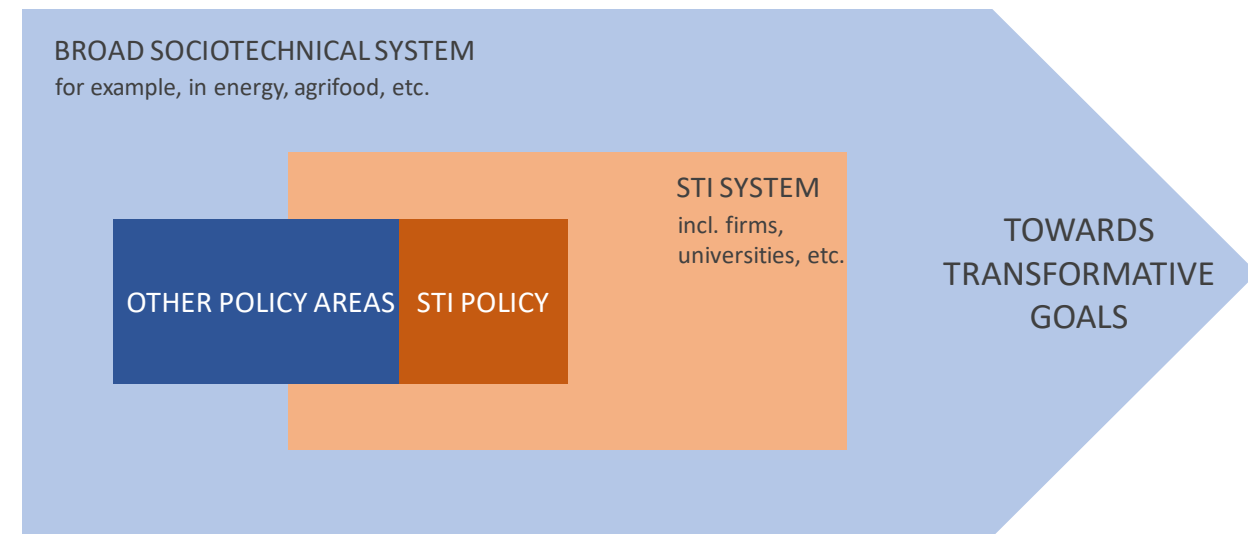 BROAD SOCIOTECHNICAL SYSTEM
for example, in energy, agrifood, etc.
STI SYSTEM
incl. firms,
universities, etc.
OTHER POLICY AREAS
STI POLICY
TOWARDS
TRANSFORMATIVE
GOALS